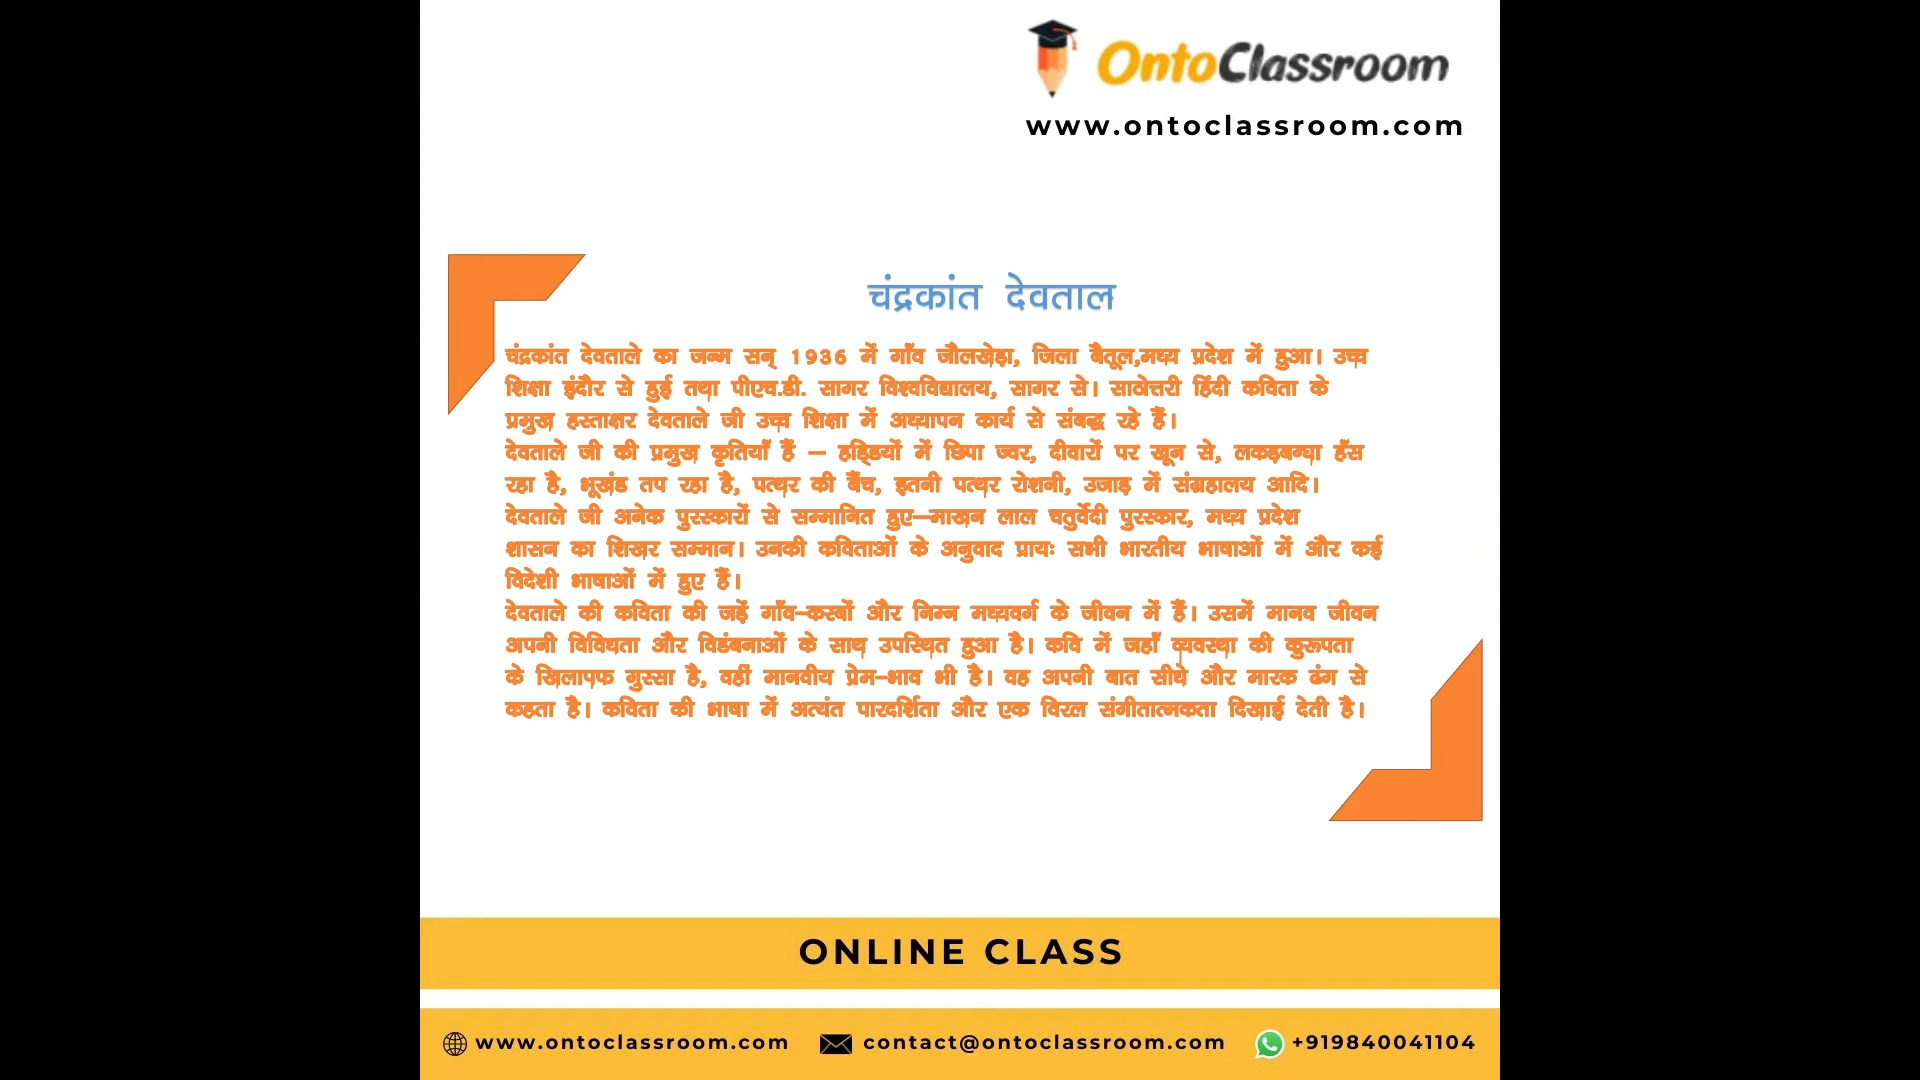 OntoClassroom
www.ontoclassroom.com
चंद्रकांत देवताल
चंद्रकांत देवताले का जन्म सन् 1936 में गाँव जौलखेड़ा, जिला बैतूल,मध्य प्रदेश में हुआ। उच्च
शिक्षा इंदौर से हुई तथा पीएच.डी. सागर विश्वविद्यालय, सागर से। साठोत्तरी हिंदी कविता के
प्रमुख हस्ताक्षर देवताले जी उच्च शिक्षा में अध्यापन कार्य से संबद्ध रहे हैं।
देवताले जी की प्रमुख कृतियाँ हैं – हड्डियों में छिपा ज्वर, दीवारों पर खून से, लकड़बग्घा हँस
रहा है, भूखंड तप रहा है, पत्थर की बैंच, इतनी पत्थर रोशनी, उजाड़ में संग्रहालय आदि।
देवताले जी अनेक पुरस्कारों से सम्मानित हुए–माखन लाल चतुर्वेदी पुरस्कार, मध्य प्रदेश
शासन का शिखर सम्मान। उनकी कविताओं के अनुवाद प्रायः सभी भारतीय भाषाओं में और कई
विदेशी भाषाओं में हुए हैं।
देवताले की कविता की जड़ें गाँव–कस्बों और निम्न मध्यवर्ग के जीवन में हैं। उसमें मानव जीवन
अपनी विविधता और विडंबनाओं के साथ उपस्थित हुआ है। कवि में जहाँ व्यवस्था की कुरूपता
के खिलापफ गुस्सा है, वहीं मानवीय प्रेम–भाव भी है। वह अपनी बात सीधे और मारक ढंग से
कहता है। कविता की भाषा में अत्यंत पारदर्शिता और एक विरल संगीतात्मकता दिखाई देती है।
ONLINE CLASS
www.ontoclassroom.com contact@ontoclassroom.com +919840041104